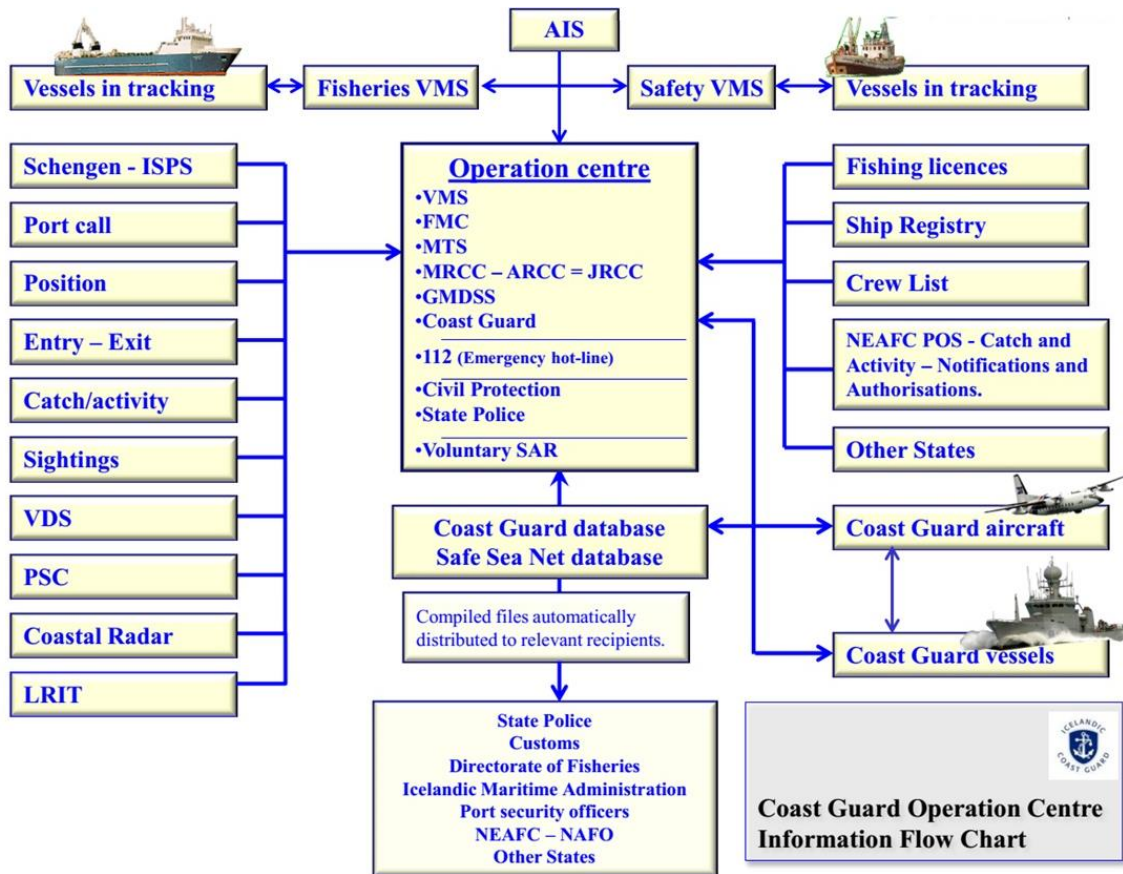 AIS
Vessels in tracking
Fisheries VMS
Safety VMS
Vessels in tracking
Schengen - ISPS
Port call
Position
Entry – Exit
Catch/activity
Sightings
VDS
PSC
Coastal Radar
LRIT
Operation centre
•VMS
•FMC
•MTS
•MRCC – ARCC = JRCC
•GMDSS
•Coast Guard
•112 (Emergency hot-line)
•Civil Protection
•State Police
•Voluntary SAR
Fishing licences
Ship Registry
Crew List
NEAFC POS - Catch and
Activity – Notifications and
Authorisations.
Other States
Coast Guard database
Safe Sea Net database
Coast Guard aircraft
Coast Guard vessels
Compiled files automatically
distributed to relevant recipients.
State Police
Customs
Directorate of Fisheries
Icelandic Maritime Administration
Port security officers
NEAFC – NAFO
Other States
ICELANDIC
COAST GUARD
Coast Guard Operation Centre
Information Flow Chart